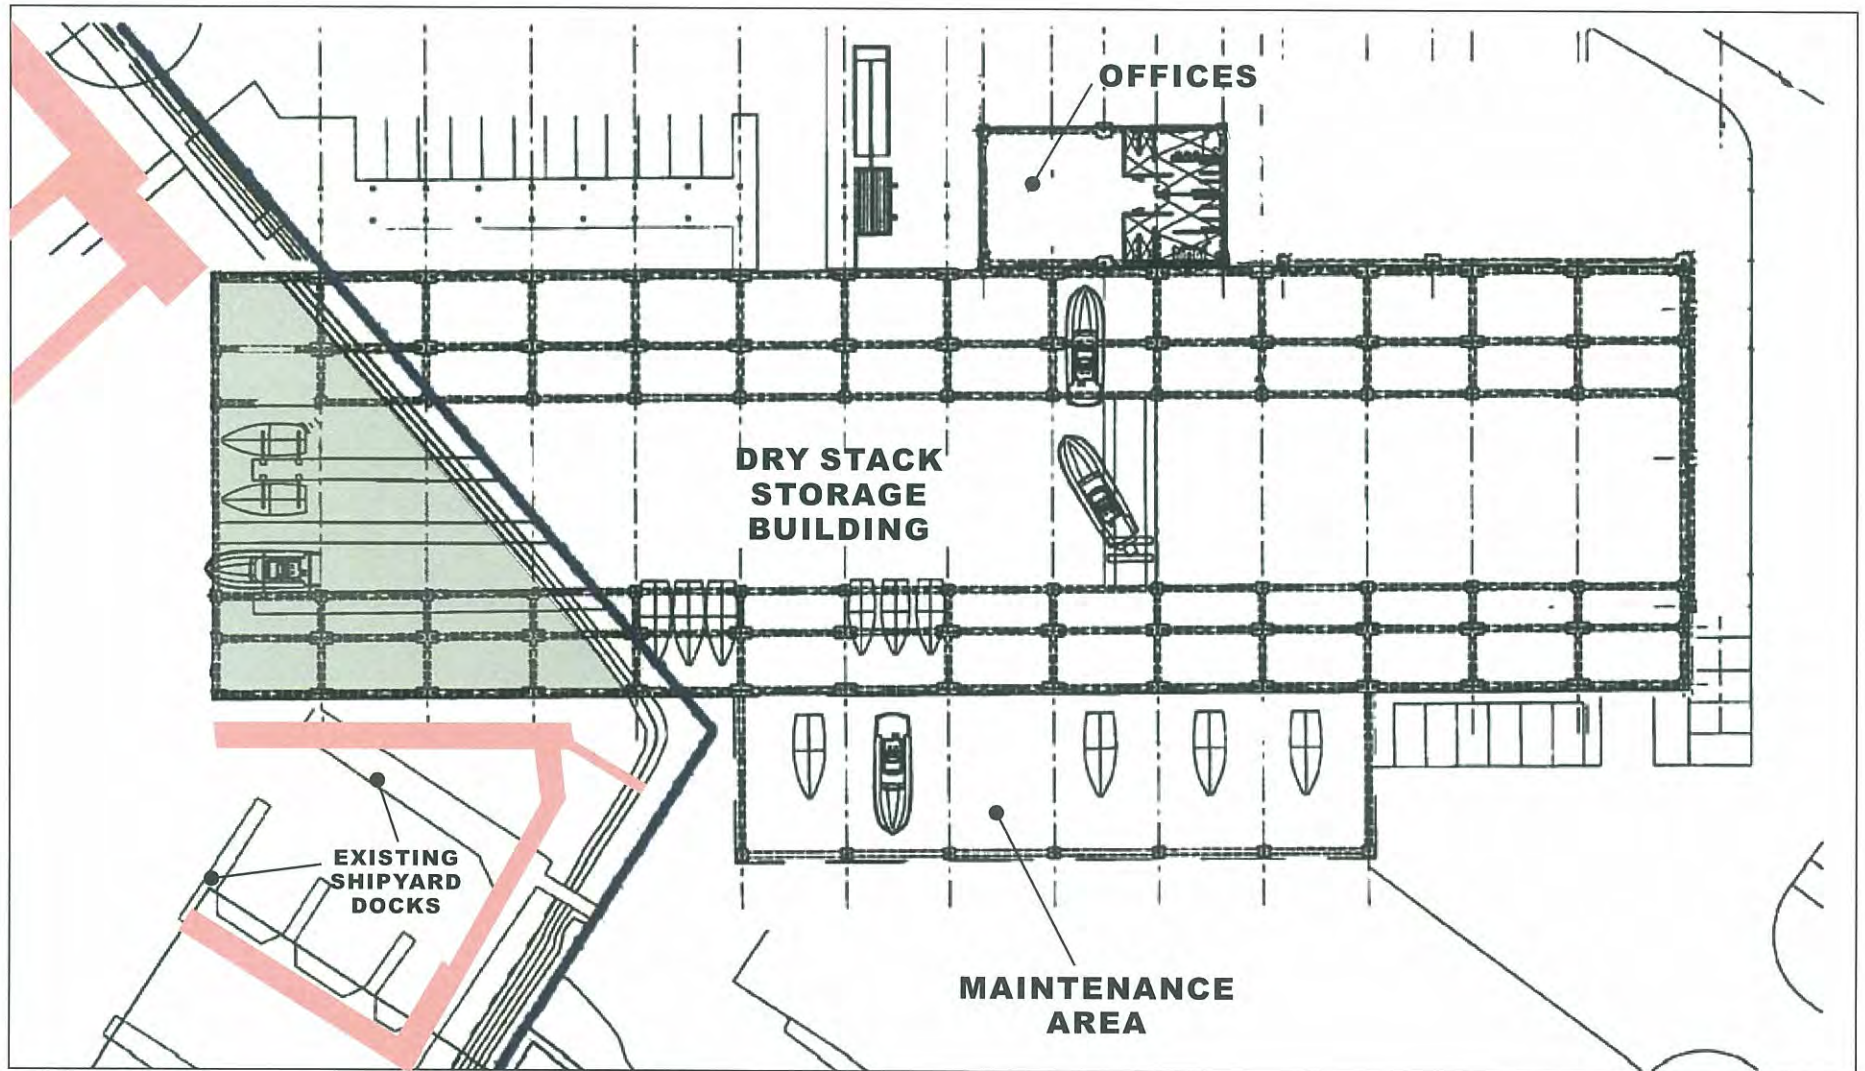 OFFICES
DRY STACK
STORAGE
BUILDING
EXISTING
SHIPYARD
DOCKS
MAINTENANCE
AREA